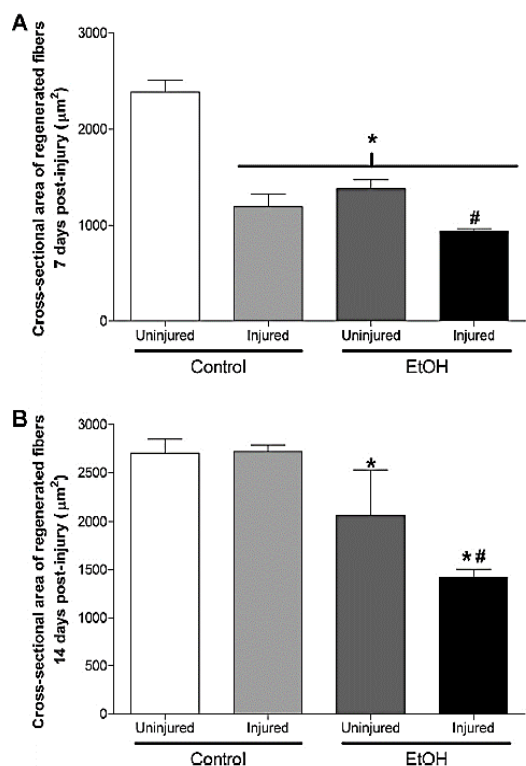 A
Cross-sectional area of regenerated fibers
7 days post-injury (μm²)
3000
2000
1000
0
*
#
Uninjured Injured Uninjured Injured
Control EtOH
B
Cross-sectional area of regenerated fibers
14 days post-injury (μm²)
3000
2500
2000
1500
1000
500
0
*
*#
Uninjured Injured Uninjured Injured
Control EtOH